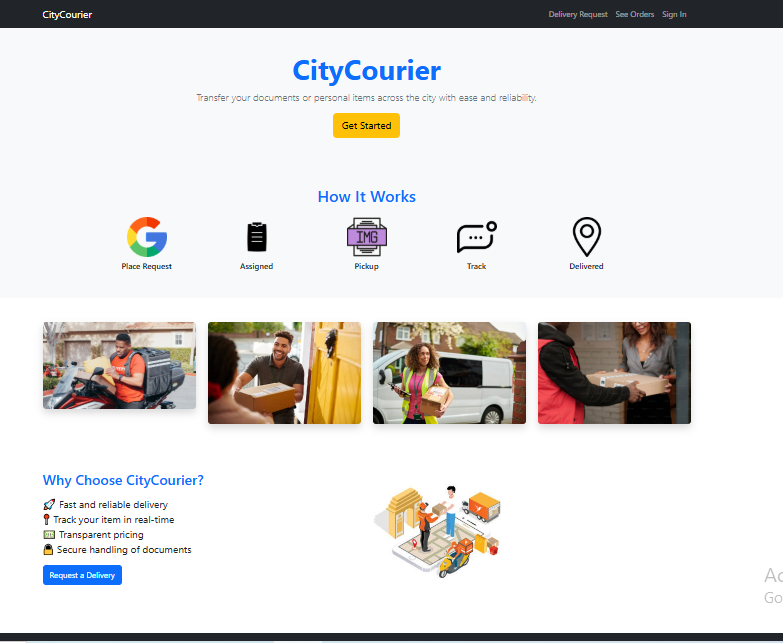 CityCourier
Delivery Request See Orders Sign In
CityCourier
Transfer your documents or personal items across the city with ease and reliability.
Get Started
How It Works
IMG
Place Request Assigned Pickup Track Delivered
Why Choose CityCourier?
Fast and reliable delivery
Track your item in real-time
Transparent pricing
Secure handling of documents
Request a Delivery
Ac
Go